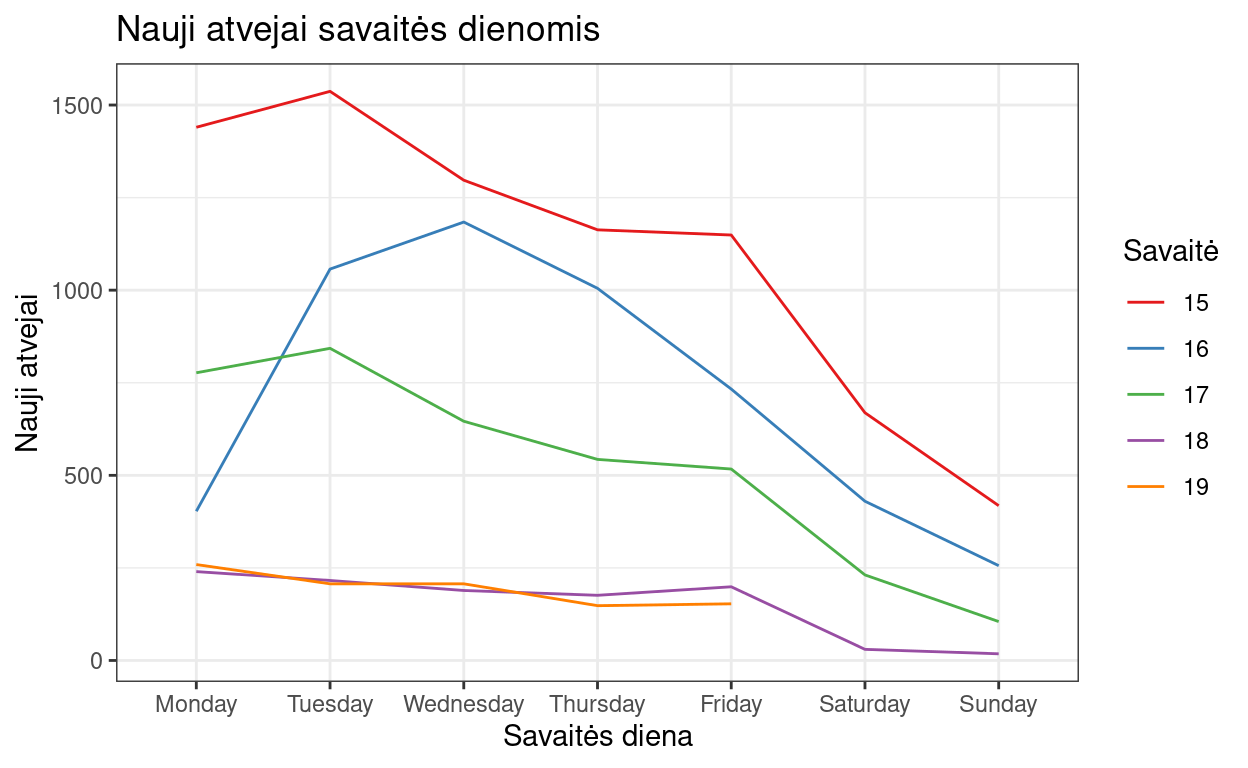 Nauji atvejai savaitės dienomis
Nauji atvejai
1500
1000
500
0
Monday Tuesday Wednesday Thursday Friday Saturday Sunday
Savaitės diena
Savaitė
15
16
17
18
19